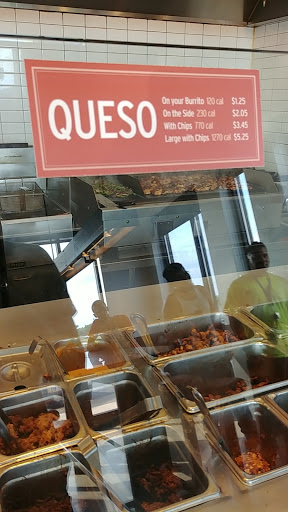 QUESO
On your Burrito 120 cal $1.25
On the Side 230 cal $2.05
With Chips 770 cal $3.45
Large with Chips 1270 cal $5.25